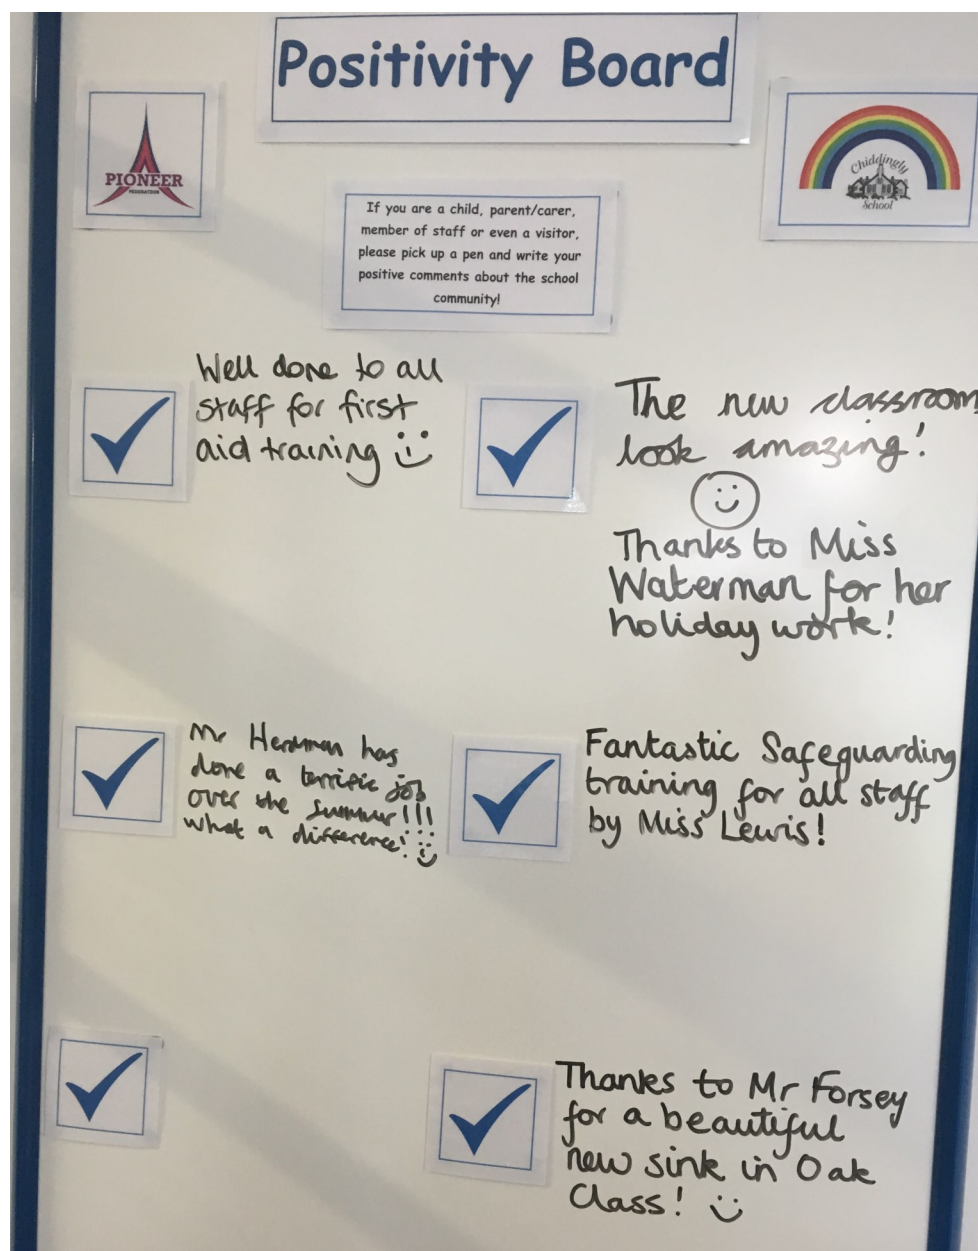 Positivity Board
PIONEER
FEDERATION
Chiddingly
School
If you are a child, parent/carer,
member of staff or even a visitor,
please pick up a pen and write your
positive comments about the school
community!
Well done to all
staff for first
aid training
The new classroom
look amazing!
Thanks to Miss
Waterman for her
holiday work!
Mr has
done a terrific job
over the summer!!!
what a difference!
Fantastic Safeguarding
training for all staff
by Miss Lewis!
Thanks to Mr Forsey
for a beautiful
new sink in Oak
Class!